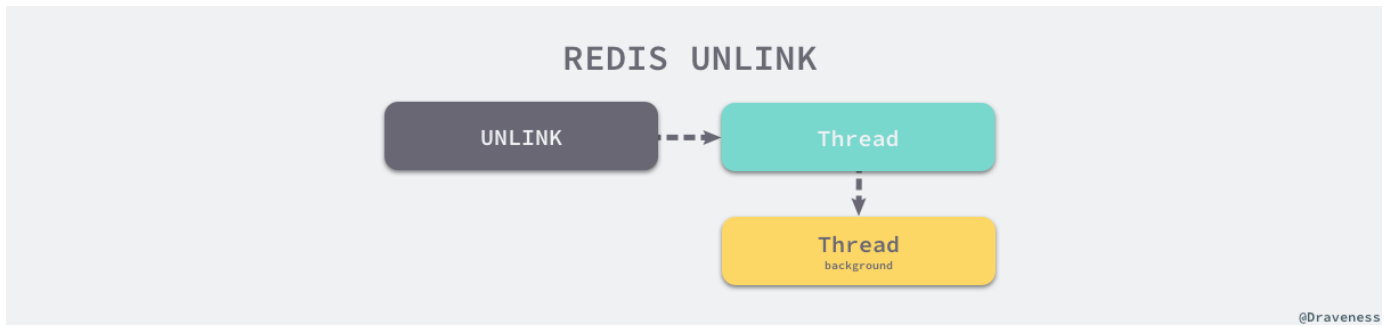 REDIS UNLINK
UNLINK
Thread
Thread
background
@Draveness